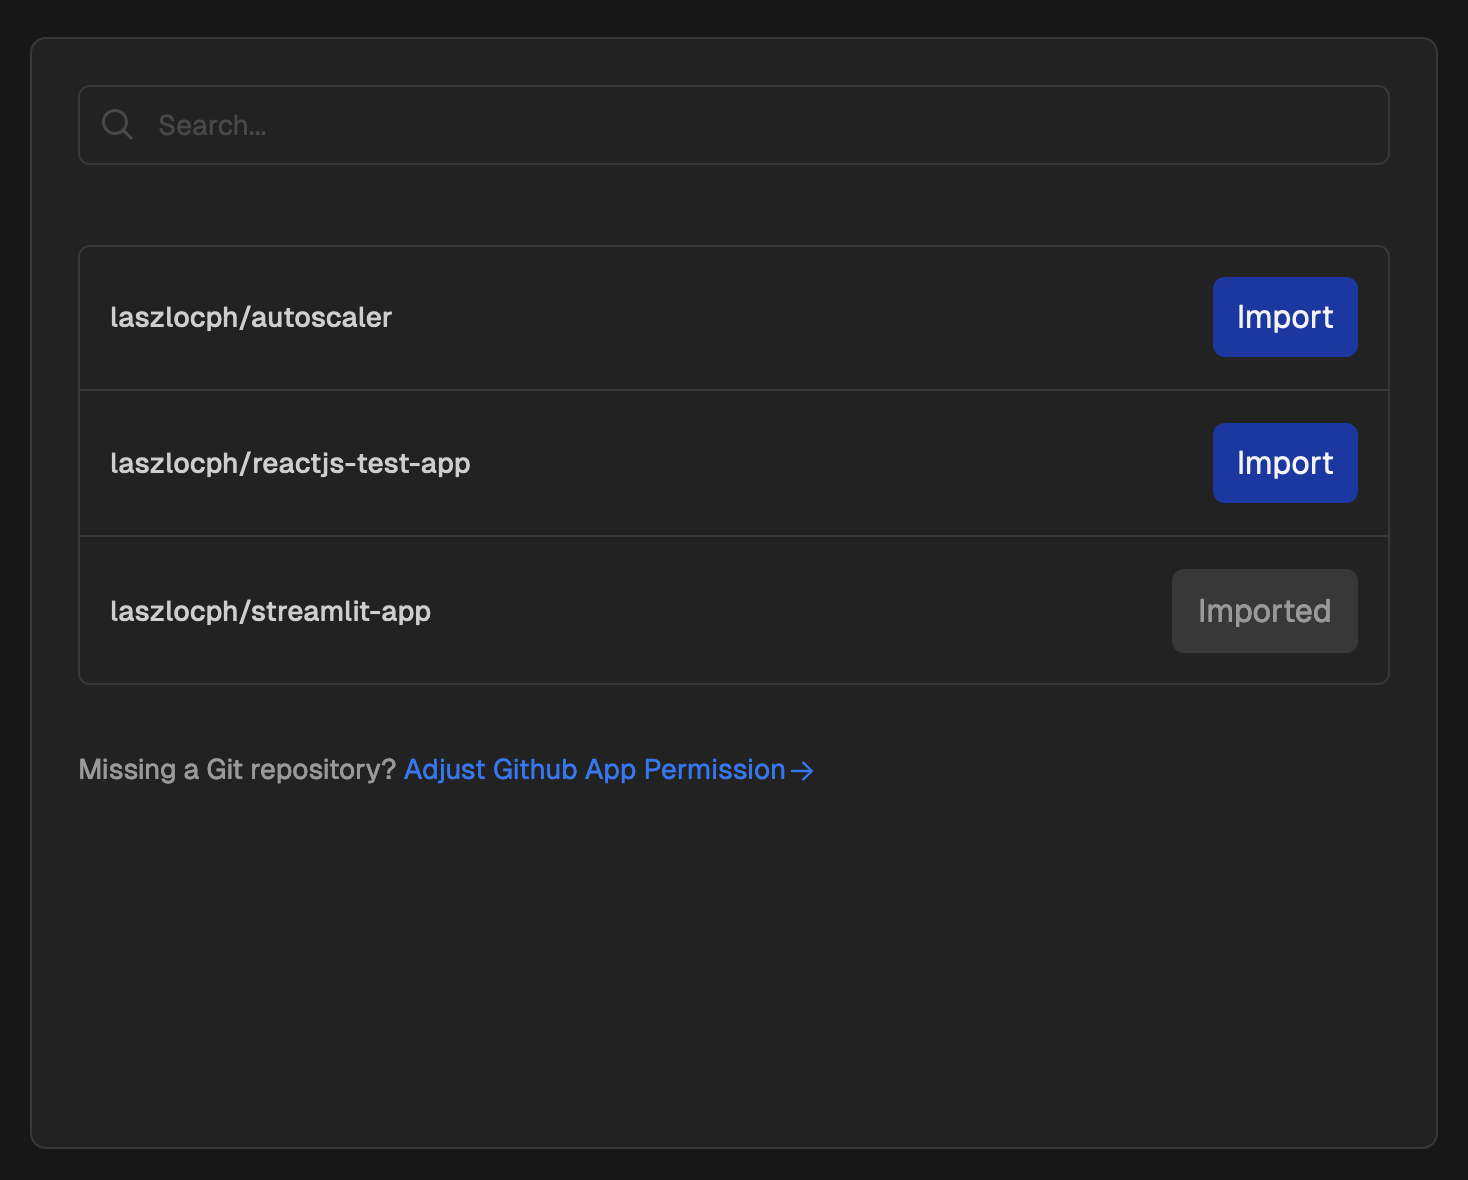 Search...
laszlocph/autoscaler
Import
laszlocph/reactjs-test-app
Import
laszlocph/streamlit-app
Imported
Missing a Git repository? Adjust Github App Permission→